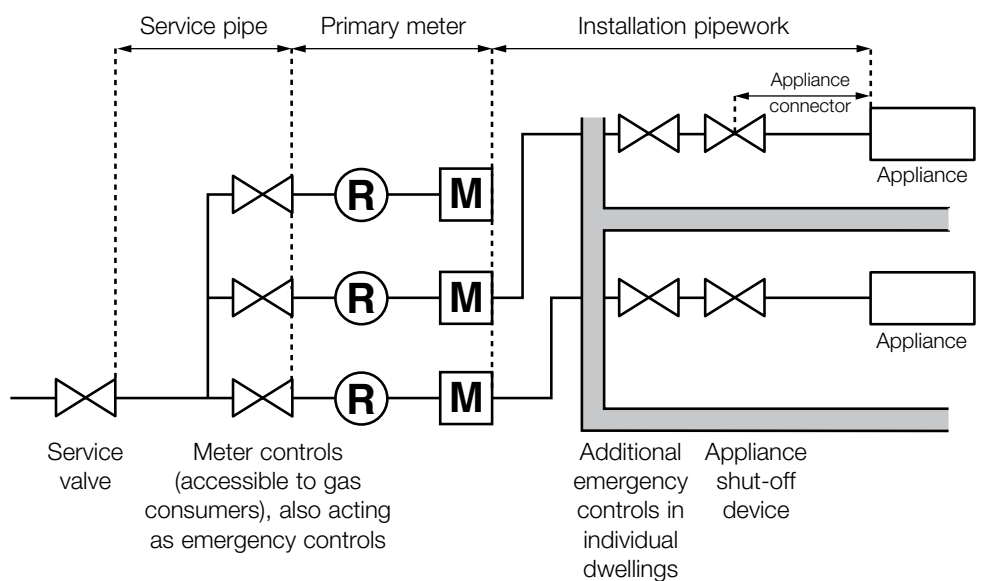 Service pipe
Primary meter
Installation pipework
Appliance
connector
Appliance
R
M
R
M
Appliance
R
M
Service
valve
Meter controls
(accessible to gas
consumers), also acting
as emergency controls
Additional
emergency
controls in
individual
dwellings
Appliance
shut-off
device